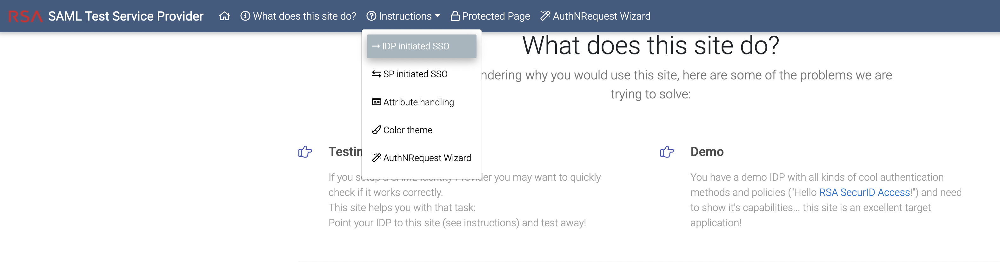 RSA SAML Test Service Provider What does this site do? Instructions Protected Page AuthNRequest Wizard
IDP initiated SSO
SP initiated SSO
Attribute handling
Color theme
AuthNRequest Wizard
What does this site do?
why you would use this site, here are some of the problems we are
trying to solve:
If you a SAML Identity you may want to quickly
check if it works correctly.
This site helps you with that task:
Point your IDP to this site (see instructions) and test away!
Demo
You have a demo IDP with all kinds of cool authentication
methods and policies ("Hello RSA SecurID Access!") and need
to show it's capabilities... this site is an excellent target
application!